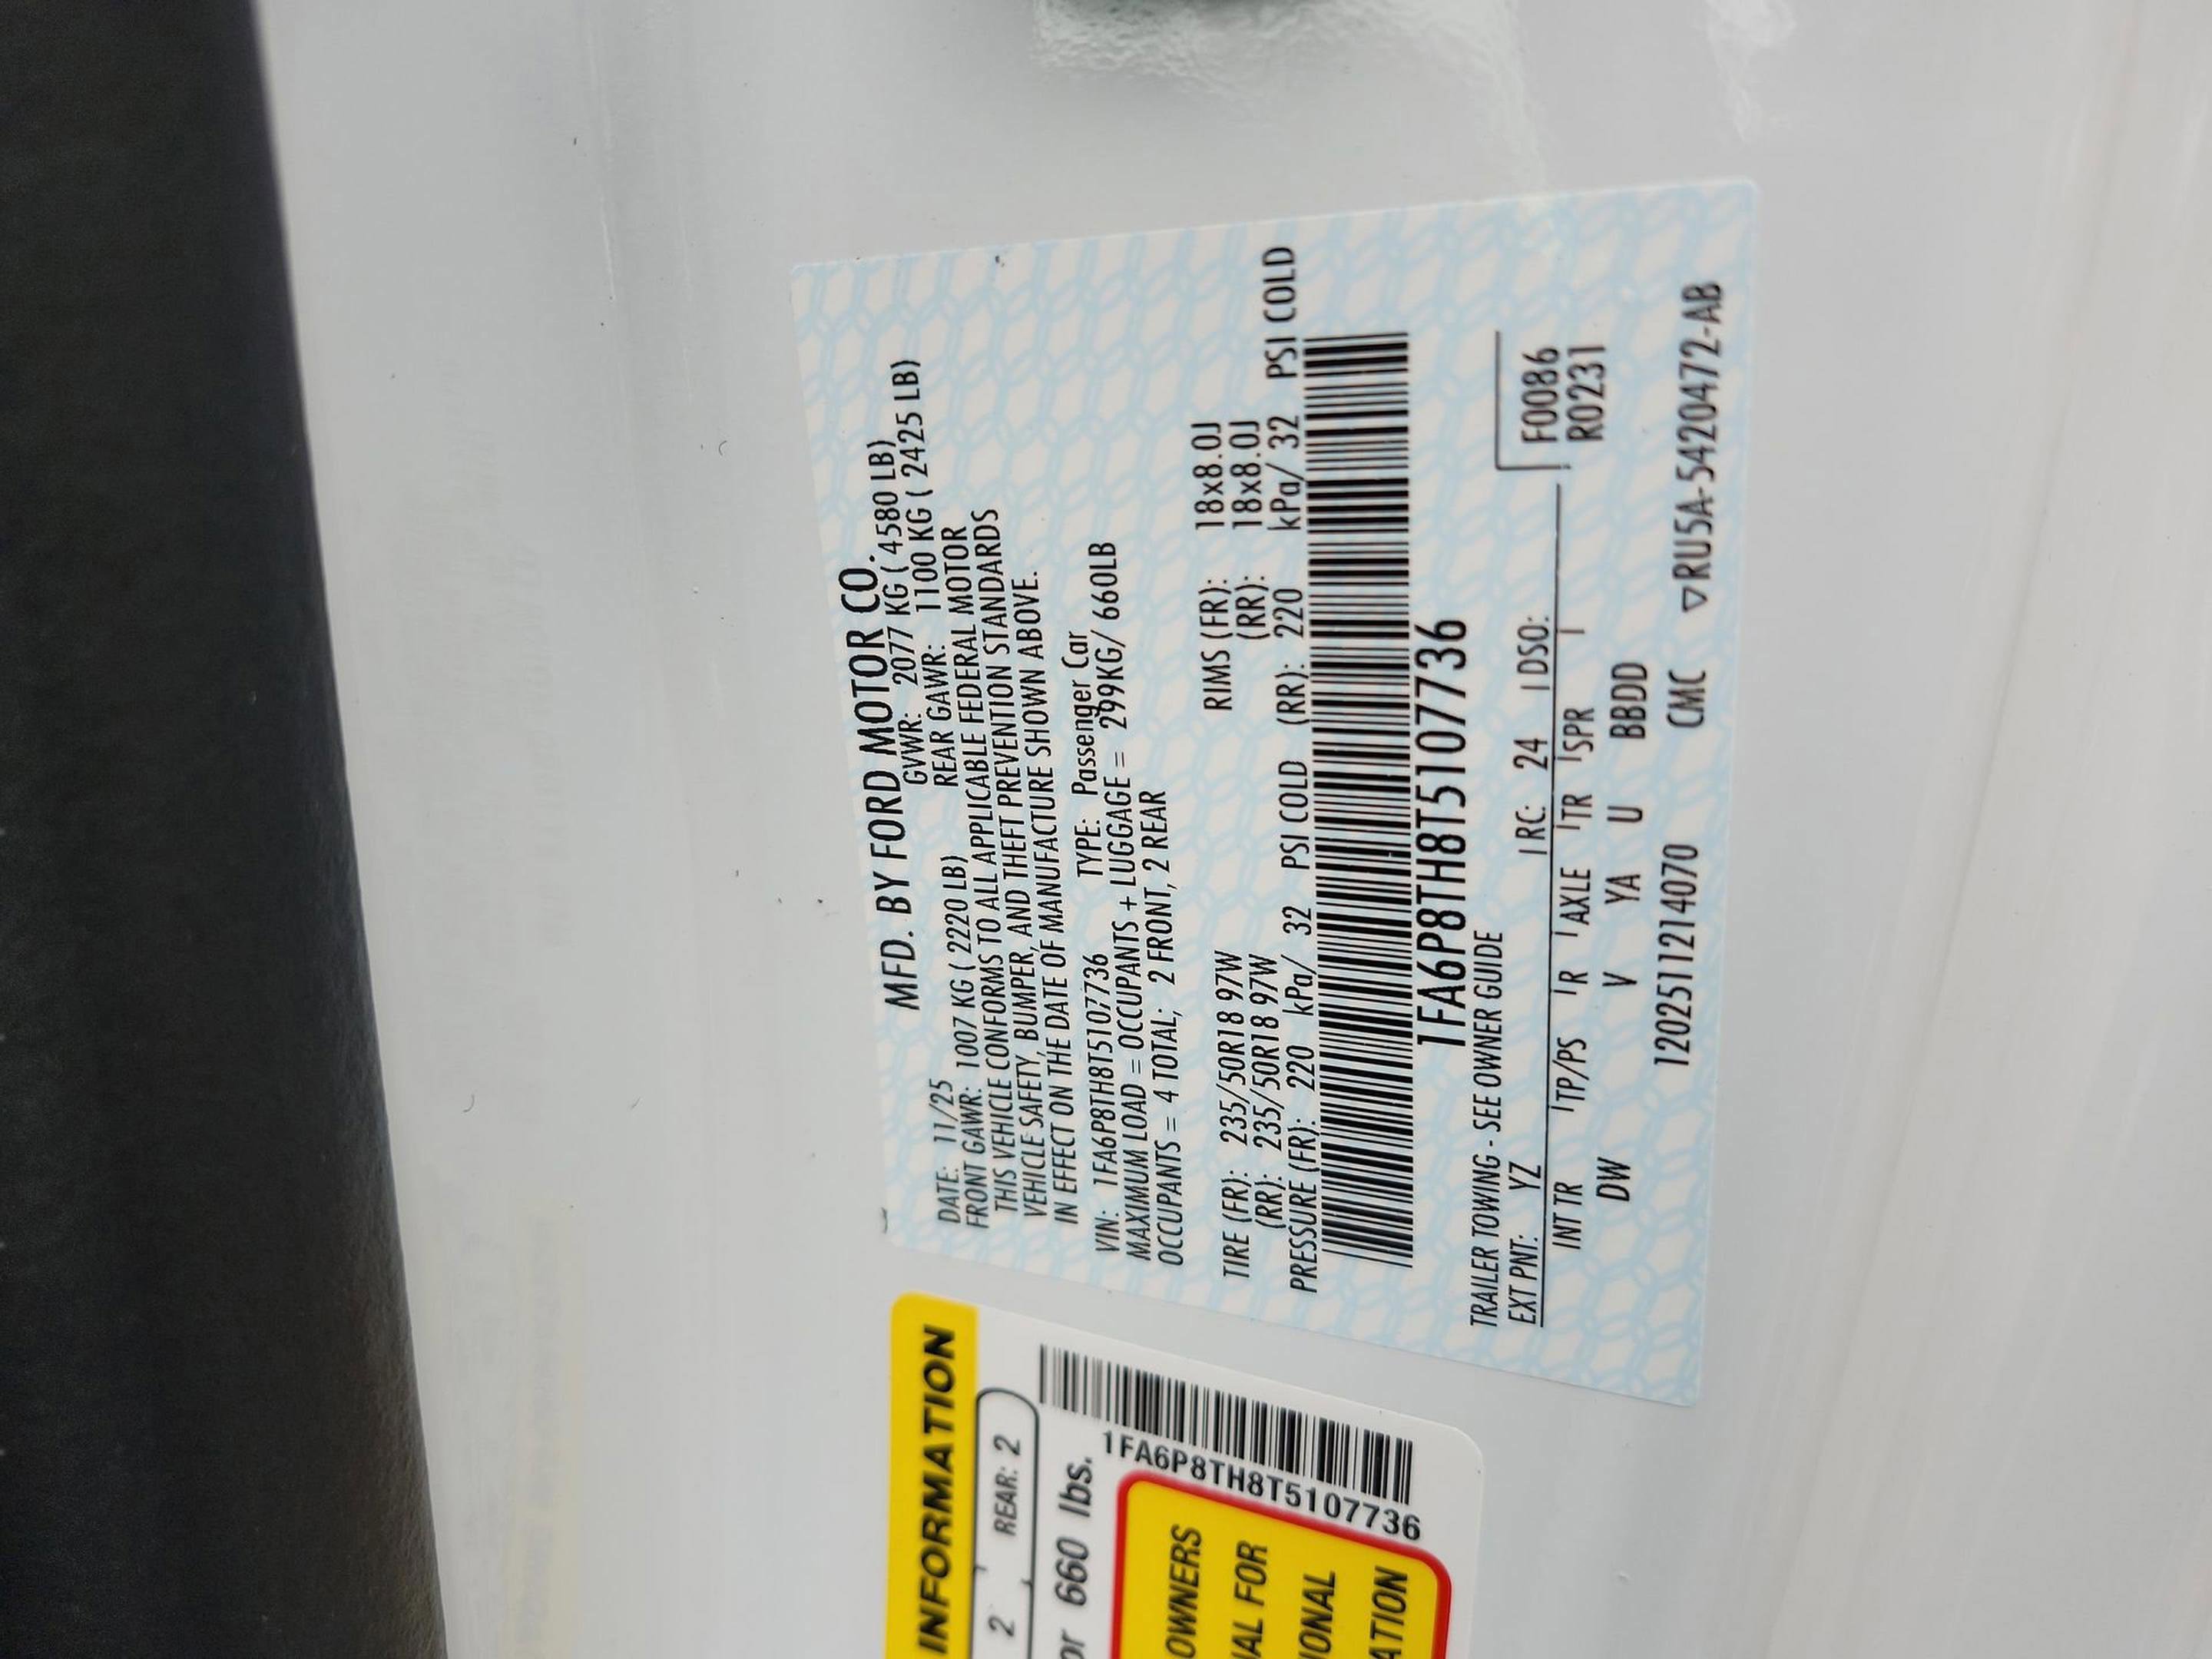 MFD. BY FORD MOTOR CO.
DATE: 11/25 GVWR: 2077 KG ( 4580 LB)
FRONT GAWR: 1007 KG ( 2220 LB) REAR GAWR: 1100 KG ( 2425 LB)
THIS VEHICLE CONFORMS TO ALL APPLICABLE FEDERAL MOTOR
VEHICLE SAFETY, BUMPER, AND THEFT PREVENTION STANDARDS
IN EFFECT ON THE DATE OF MANUFACTURE SHOWN ABOVE.
VIN: 1FA6P8TH8T5107736 TYPE: Passenger Car
MAXIMUM LOAD = OCCUPANTS + LUGGAGE = 299KG/ 660LB
OCCUPANTS = 4 TOTAL; 2 FRONT, 2 REAR
TIRE (FR): 235/50R18 97W RIMS (FR): 18x8.0J
(RR): 235/50R18 97W (RR): 18x8.0J
PRESSURE (FR): 220 kPa/ 32 PSI COLD (RR): 220 kPa/ 32 PSI COLD
1FA6P8TH8T5107736
TRAILER TOWING - SEE OWNER GUIDE
EXT PNT: YZ RC: 24 DSO: F0086
INT TR TP/PS R AXLE TR SPR R0231
DW V YA U BBDD
12025112140​70 CMC ▽RU5A-5420472-AB
INFORMATION
2 REAR: 2
or 660 lbs.
1FA6P8TH8T5107736
OWNERS
AL FOR
IONAL
ATION